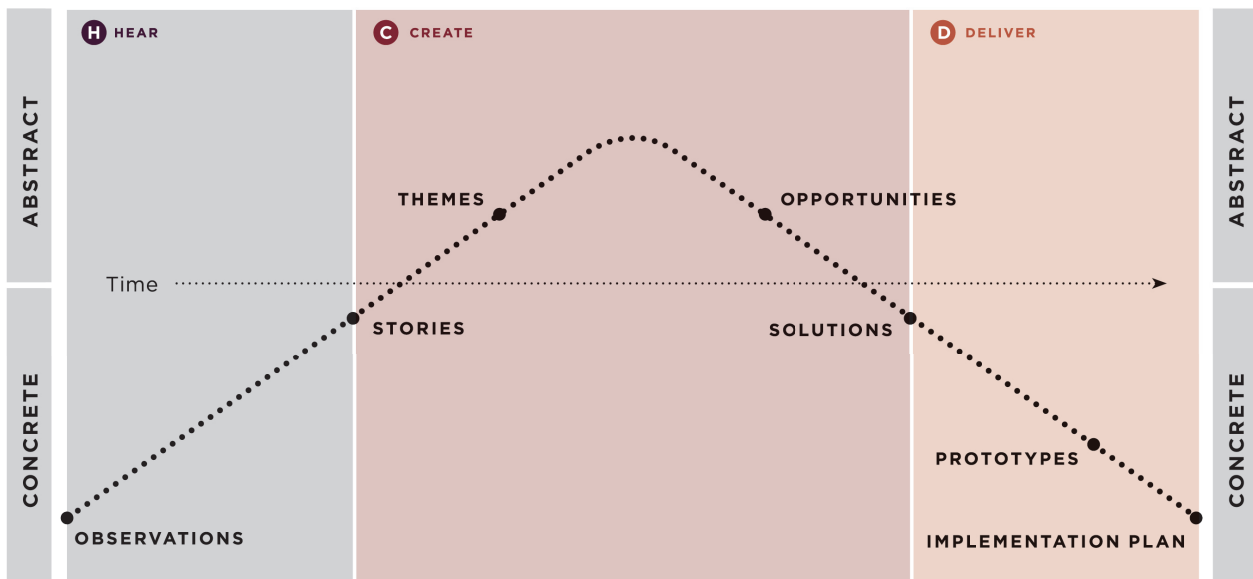 H HEAR
C CREATE
D DELIVER
ABSTRACT
ABSTRACT
THEMES
OPPORTUNITIES
Time
STORIES
SOLUTIONS
CONCRETE
CONCRETE
PROTOTYPES
OBSERVATIONS
IMPLEMENTATION PLAN